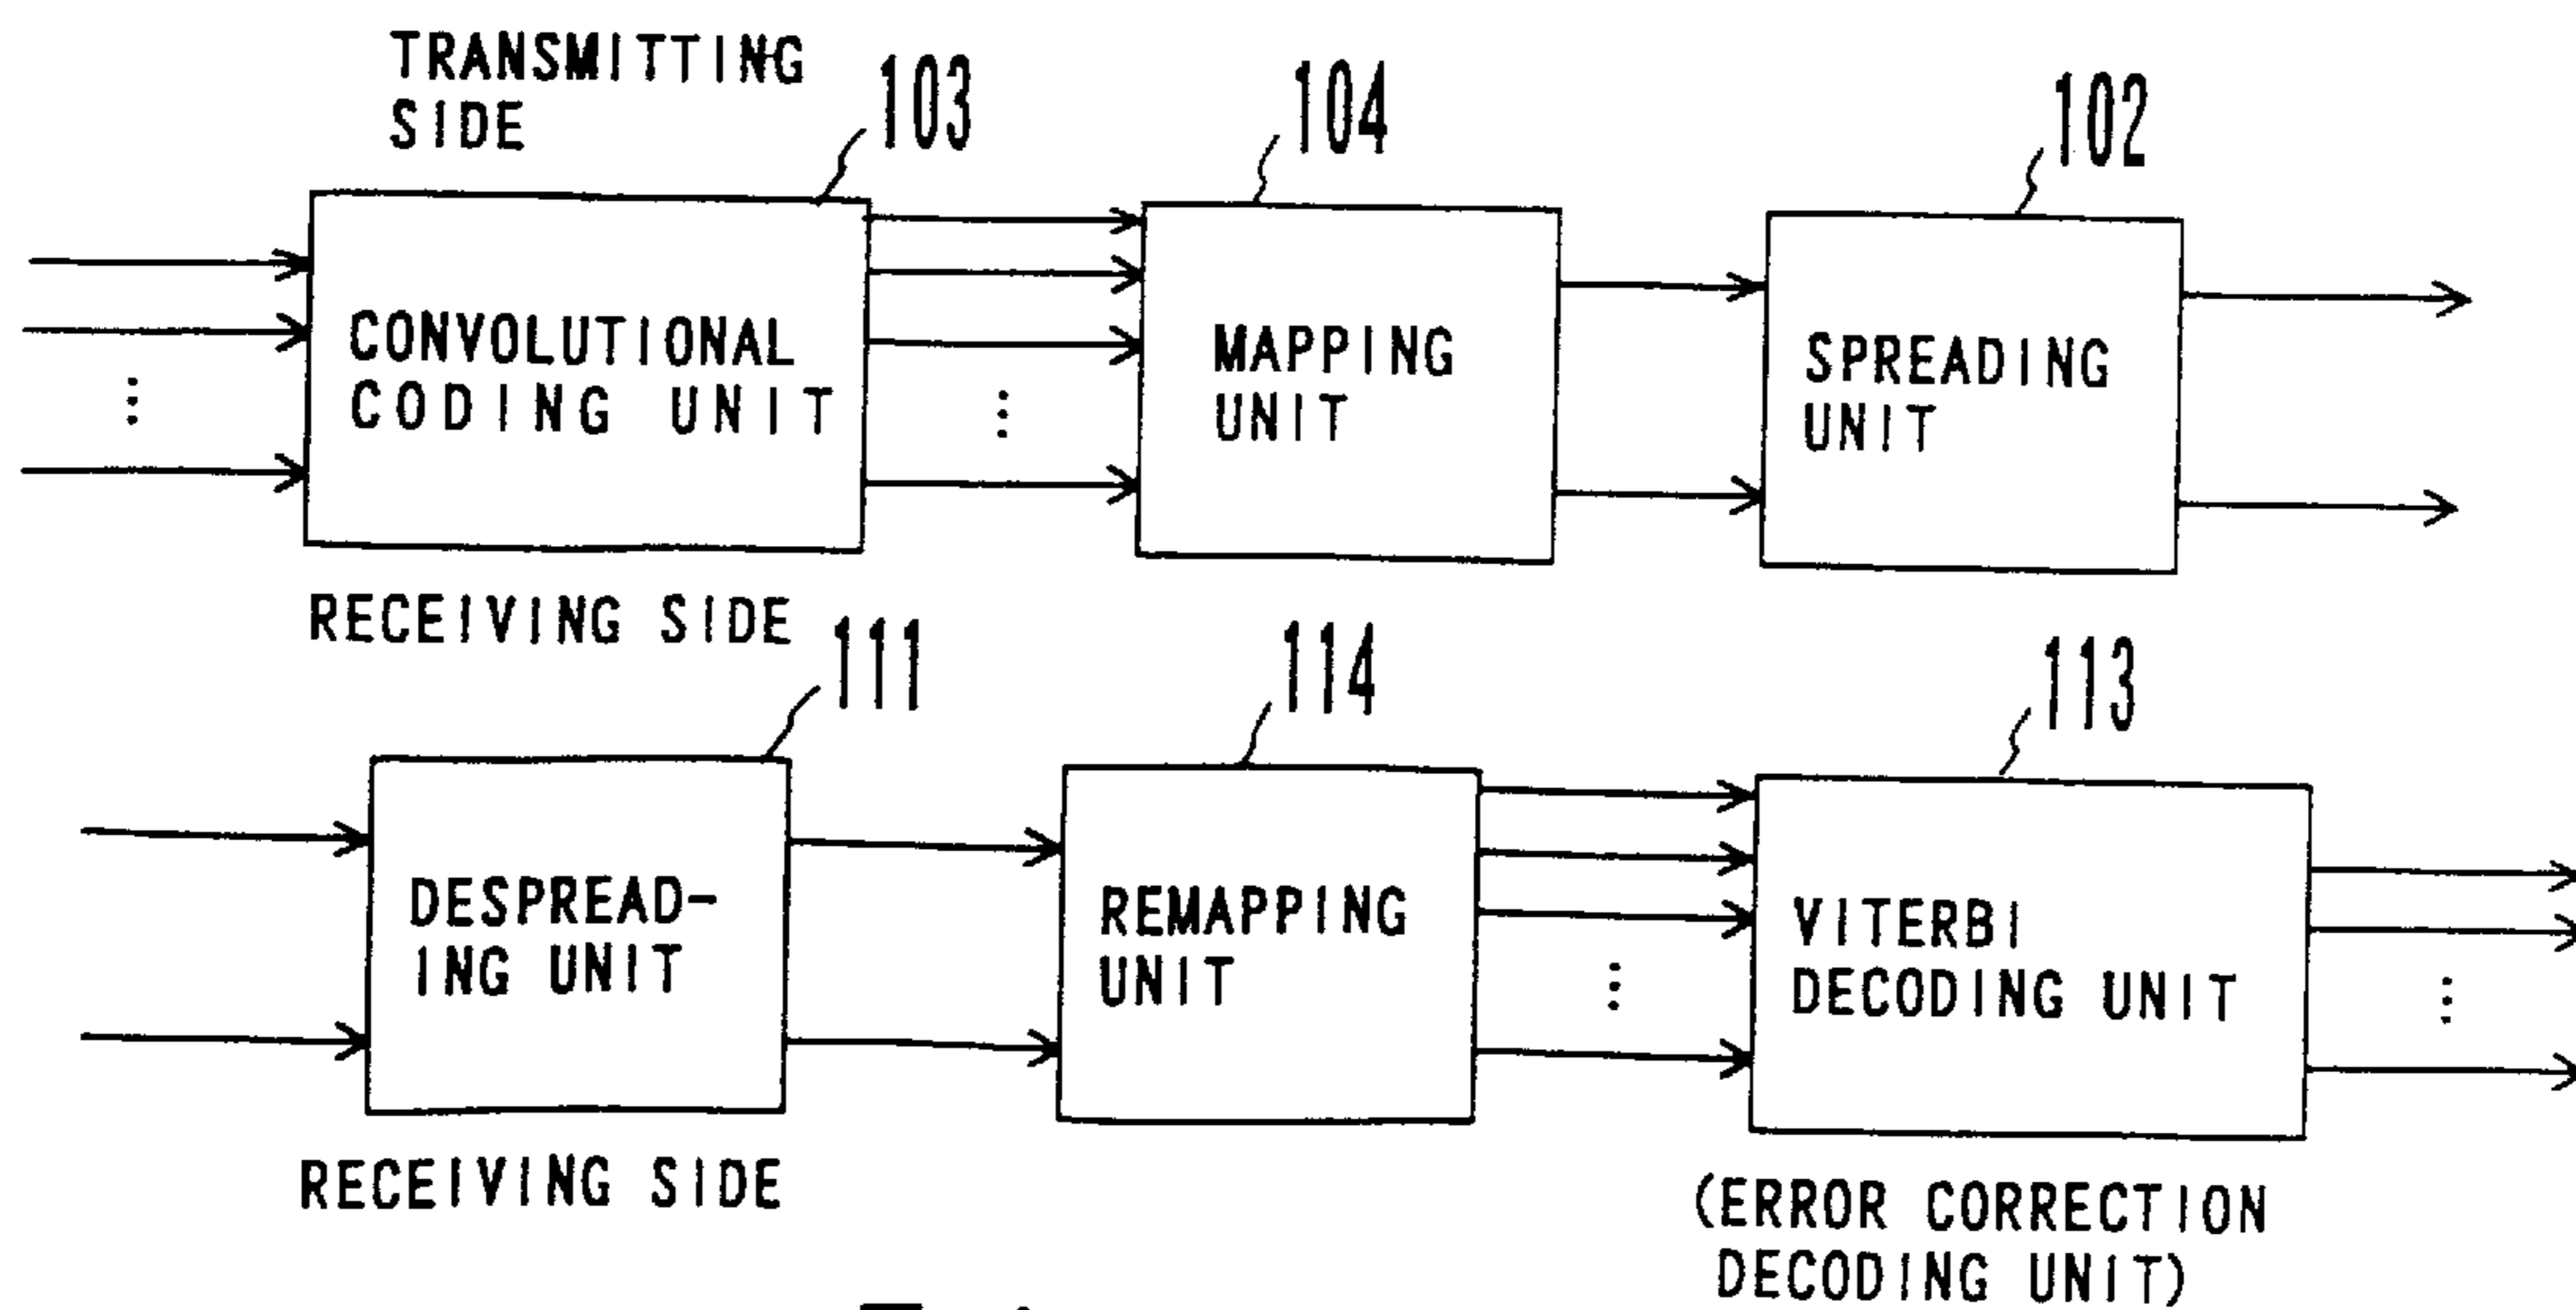 TRANSMITTING
SIDE
103
104
102
CONVOLUTIONAL
CODING UNIT
MAPPING
UNIT
SPREADING
UNIT
RECEIVING SIDE
111
114
113
DESPREAD-
ING UNIT
REMAPPING
UNIT
VITERBI
DECODING UNIT
RECEIVING SIDE
(ERROR CORRECTION
DECODING UNIT)